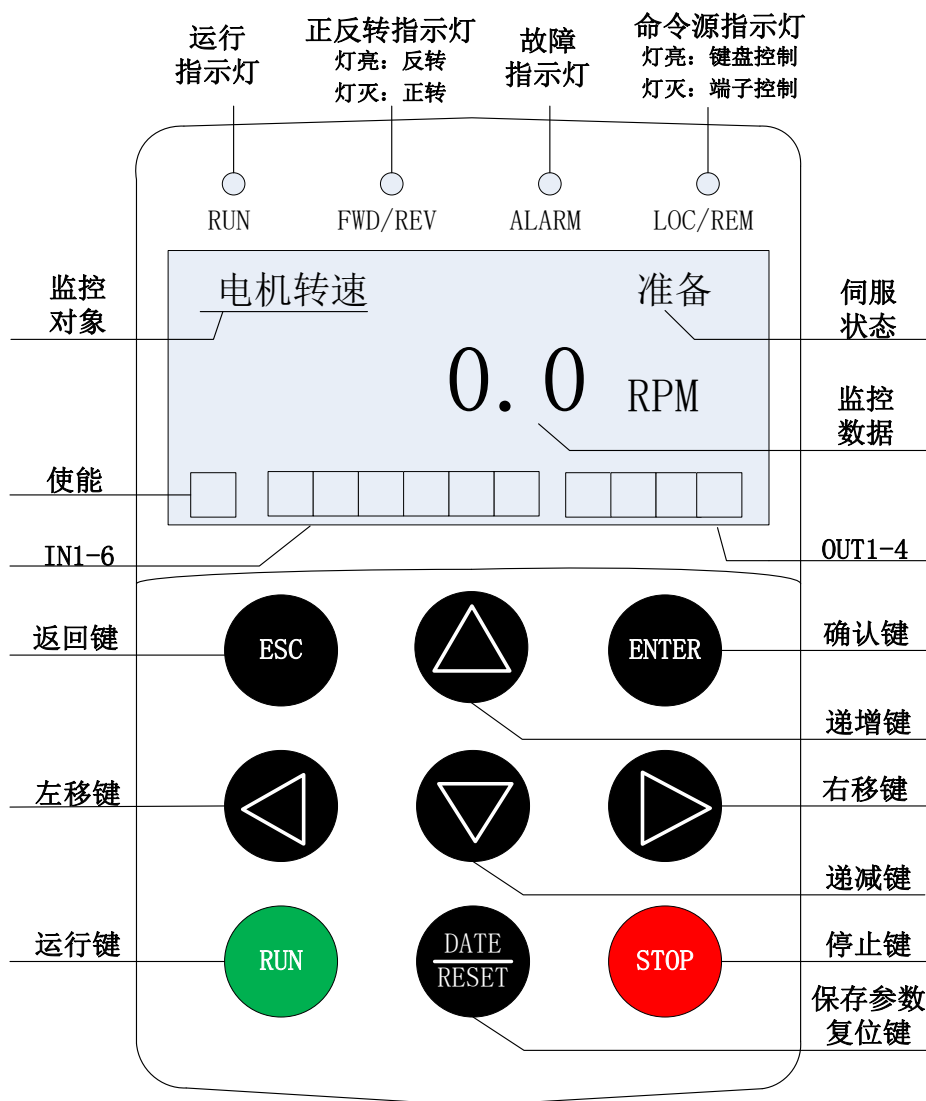 运行
指示灯
正反转指示灯
灯亮：反转
灯灭：正转
故障
指示灯
命令源指示灯
灯亮：键盘控制
灯灭：端子控制
RUN
FWD/REV
ALARM
LOC/REM
监控
对象
电机转速
准备
伺服
状态
0.0 RPM
监控
数据
使能
IN1-6
OUT1-4
返回键
ESC
ENTER
确认键
递增键
左移键
右移键
递减键
运行键
RUN
DATE
RESET
STOP
停止键
保存参数
复位键